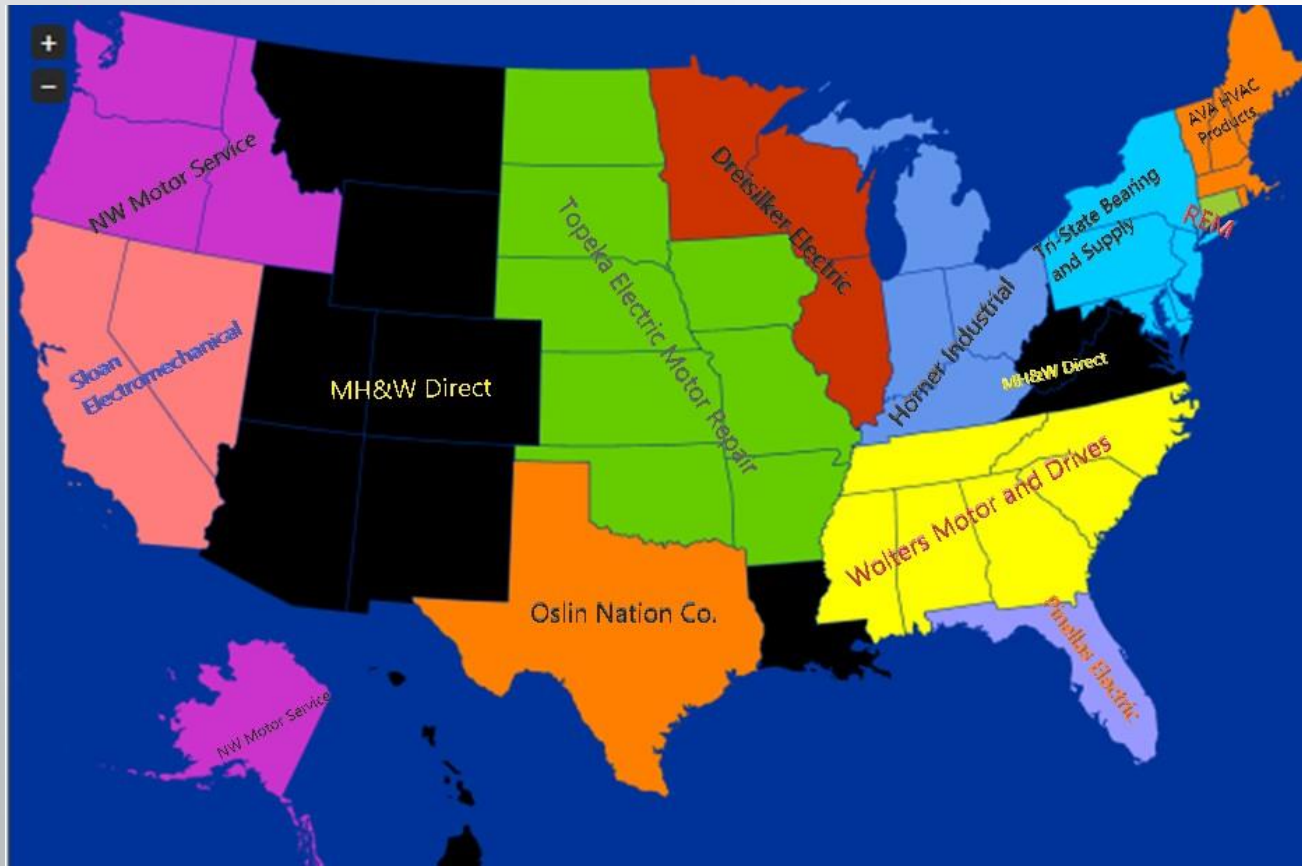 +
−
AVA HVAC
Products
NW Motor Service
Dreisilker Electric
Tri-State Bearing
and Supply
REM
Topeka Electric Motor Repair
Sloan
Electromechanical
Horner Industrial
MH&W Direct
MH&W Direct
Wolters Motor and Drives
Oslin Nation Co.
Pinellas Electric
NW Motor Service